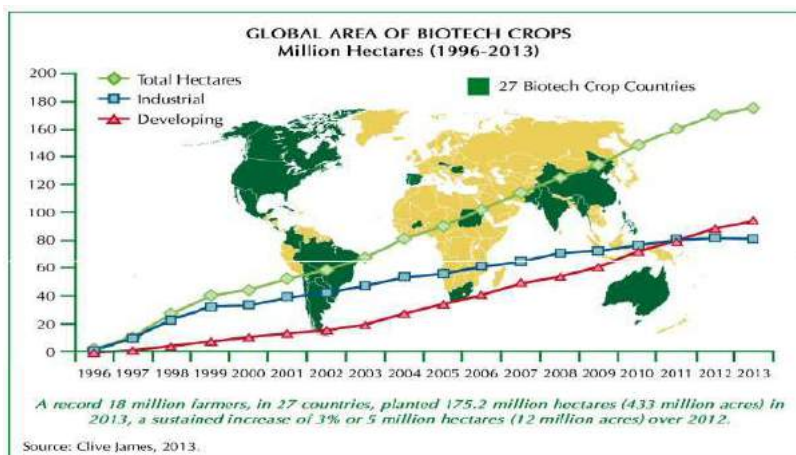 GLOBAL AREA OF BIOTECH CROPS
Million Hectares (1996-2013)
200
180
160
140
120
100
80
60
40
20
0
Total Hectares
Industrial
Developing
27 Biotech Crop Countries
1996 1997 1998 1999 2000 2001 2002 2003 2004 2005 2006 2007 2008 2009 2010 2011 2012 2013
A record 18 million farmers, in 27 countries, planted 175.2 million hectares (433 million acres) in
2013, a sustained increase of 3% or 5 million hectares (12 million acres) over 2012.
Source: Clive James, 2013.